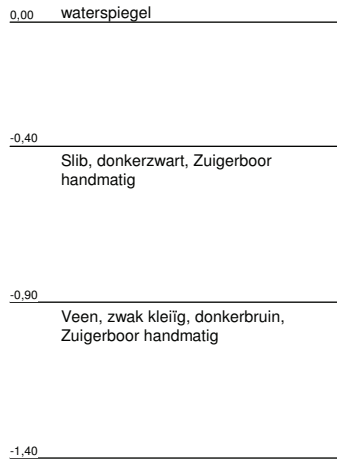 0,00 waterspiegel
-0,40
Slib, donkerzwart, Zuigerboor
handmatig
-0,90
Veen, zwak kleiïg, donkerbruin,
Zuigerboor handmatig
-1,40